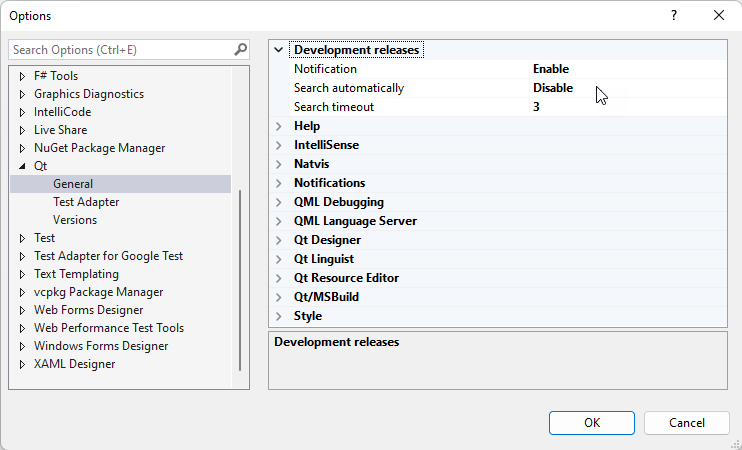 Options
?
Search Options (Ctrl+E)
F# Tools
Graphics Diagnostics
IntelliCode
Live Share
NuGet Package Manager
Qt
General
Test Adapter
Versions
Test
Test Adapter for Google Test
Text Templating
vcpkg Package Manager
Web Forms Designer
Web Performance Test Tools
Windows Forms Designer
XAML Designer
Development releases
Notification Enable
Search automatically Disable
Search timeout 3
Help
IntelliSense
Natvis
Notifications
QML Debugging
QML Language Server
Qt Designer
Qt Linguist
Qt Resource Editor
Qt/MSBuild
Style
Development releases
OK
Cancel